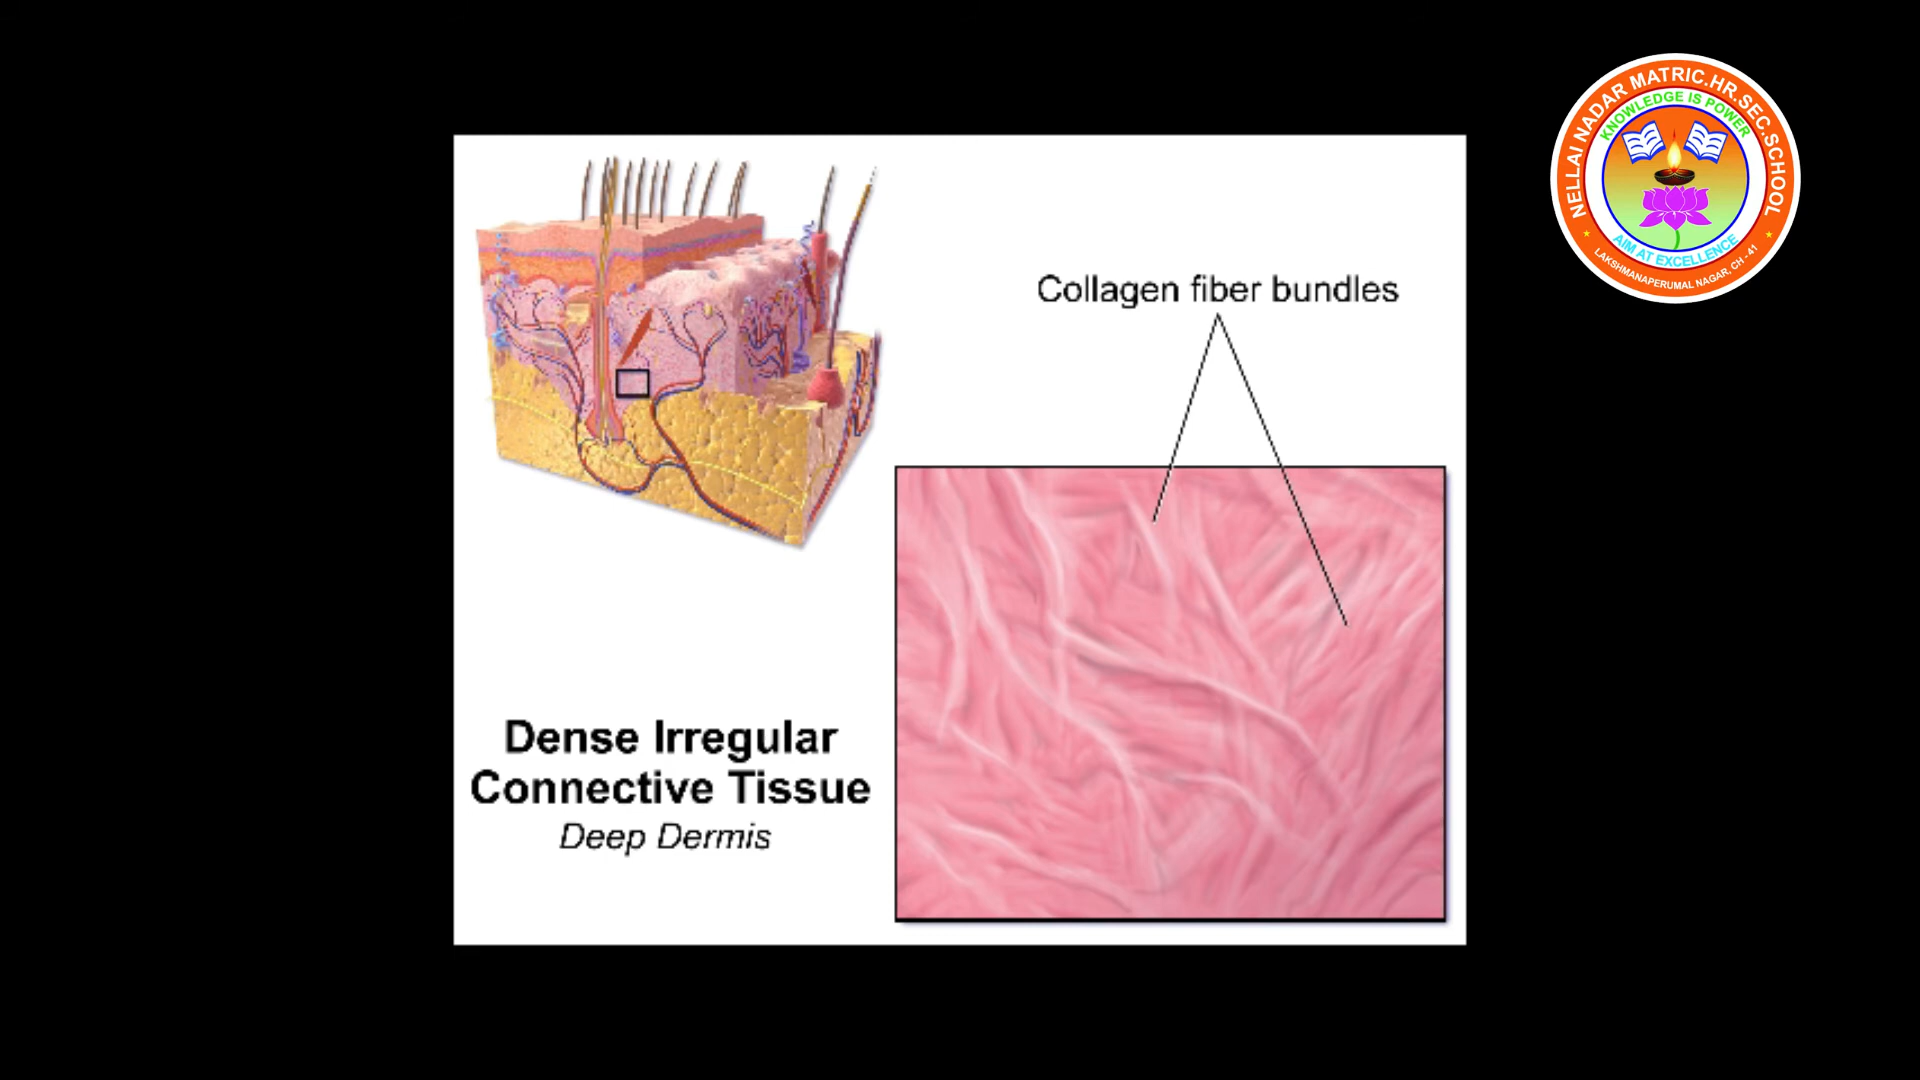 Collagen fiber bundles
Dense Irregular
Connective Tissue
Deep Dermis
NELLAI NADAR MATRIC.HR.SEC.SCHOOL
KNOWLEDGE IS POWER
AIM AT EXCELLENCE
LAKSHMANAPERUMAL NAGAR, CH - 41